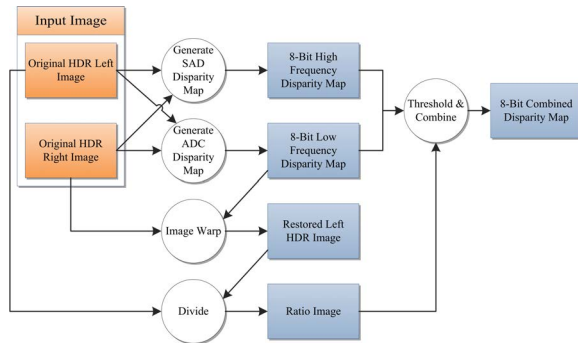 Input Image
Original HDR Left
Image
Original HDR
Right Image
Generate
SAD
Disparity
Map
Generate
ADC
Disparity
Map
Image Warp
Divide
8-Bit High
Frequency
Disparity Map
8-Bit Low
Frequency
Disparity Map
Restored Left
HDR Image
Ratio Image
Threshold &
Combine
8-Bit Combined
Disparity Map